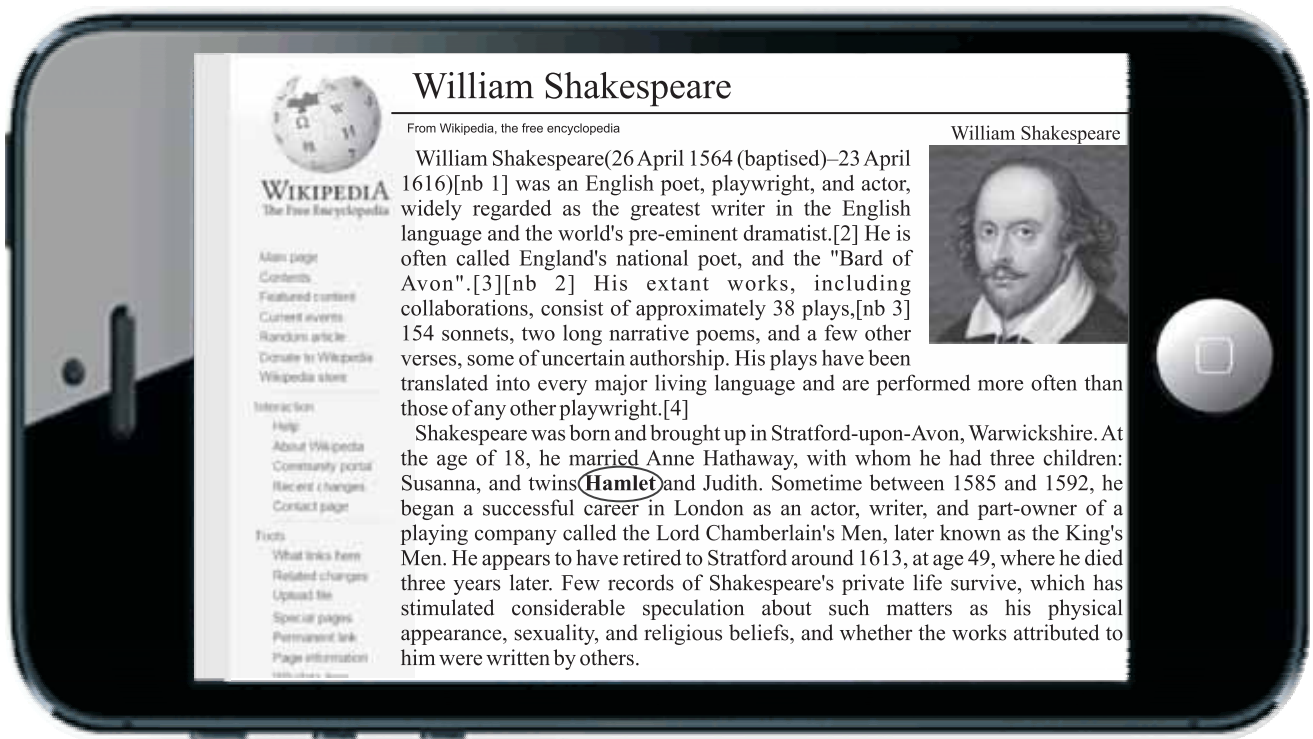 William Shakespeare
From Wikipedia, the free encyclopedia
William Shakespeare
William Shakespeare(26 April 1564 (baptised)–23 April
1616)[nb 1] was an English poet, playwright, and actor,
widely regarded as the greatest writer in the English
language and the world's pre-eminent dramatist.[2] He is
often called England's national poet, and the "Bard of
Avon".[3][nb 2] His extant works, including
collaborations, consist of approximately 38 plays,[nb 3]
154 sonnets, two long narrative poems, and a few other
verses, some of uncertain authorship. His plays have been
translated into every major living language and are performed more often than
those of any other playwright.[4]
Shakespeare was born and brought up in Stratford-upon-Avon, Warwickshire. At
the age of 18, he married Anne Hathaway, with whom he had three children:
Susanna, and twins Hamlet and Judith. Sometime between 1585 and 1592, he
began a successful career in London as an actor, writer, and part-owner of a
playing company called the Lord Chamberlain's Men, later known as the King's
Men. He appears to have retired to Stratford around 1613, at age 49, where he died
three years later. Few records of Shakespeare's private life survive, which has
stimulated considerable speculation about such matters as his physical
appearance, sexuality, and religious beliefs, and whether the works attributed to
him were written by others.
WIKIPEDIA
The Free Encyclopedia
Main page
Contents
Featured content
Current events
Random article
Donate to Wikipedia
Wikipedia store
Interaction
Help
About Wikipedia
Community portal
Recent changes
Contact page
Tools
What links here
Related changes
Upload file
Special pages
Permanent link
Page information